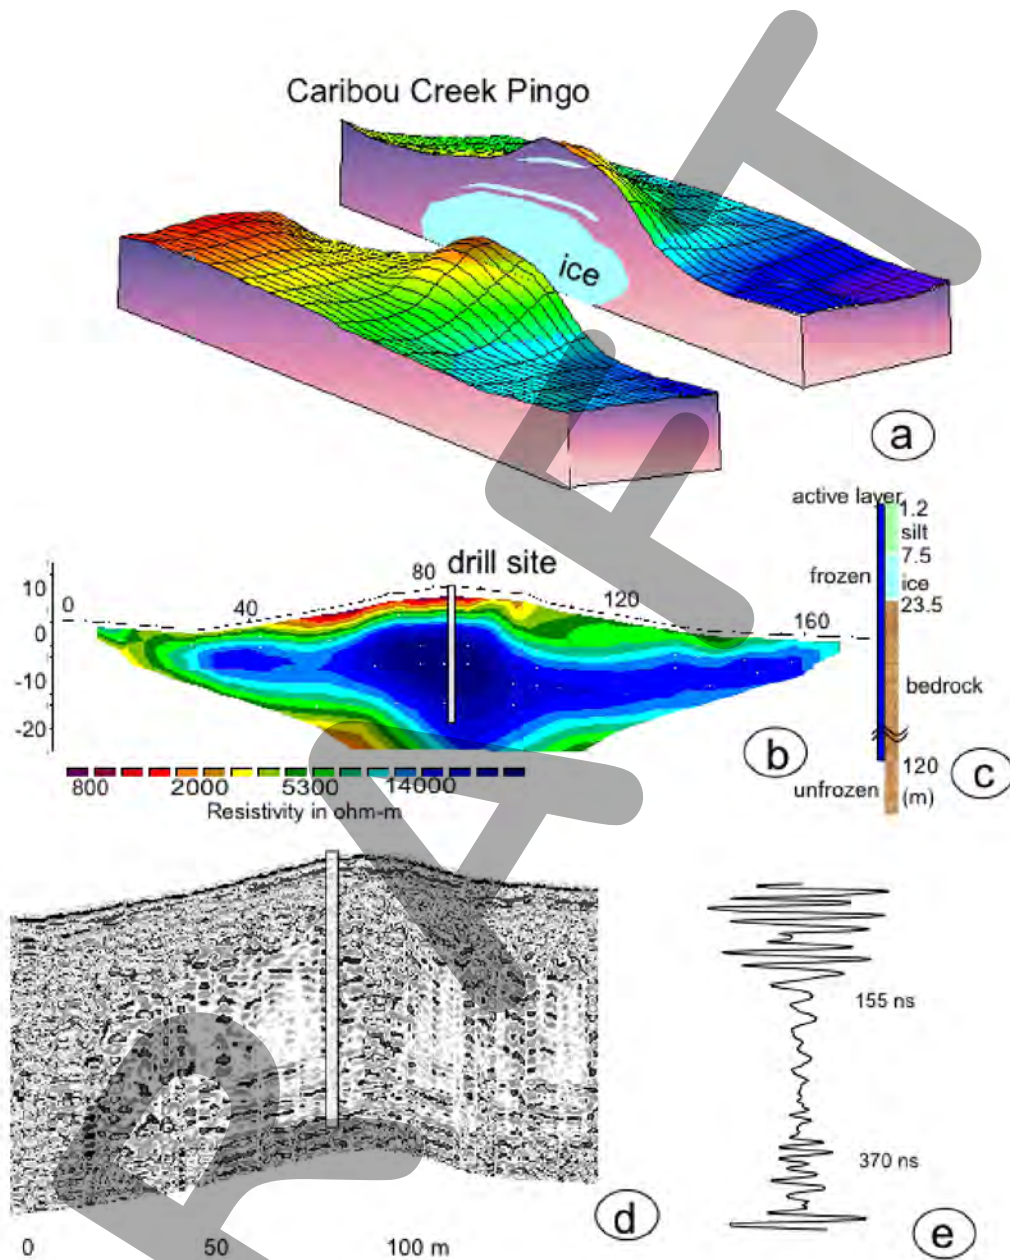 Caribou Creek Pingo
ice
a
active layer
1.2
silt
7.5
frozen
ice
23.5
bedrock
120
unfrozen
(m)
c
drill site
10
0
-10
-20
0
40
80
120
160
b
800
2000
5300
14000
Resistivity in ohm-m
0
50
100 m
d
155 ns
370 ns
e
DRAFT